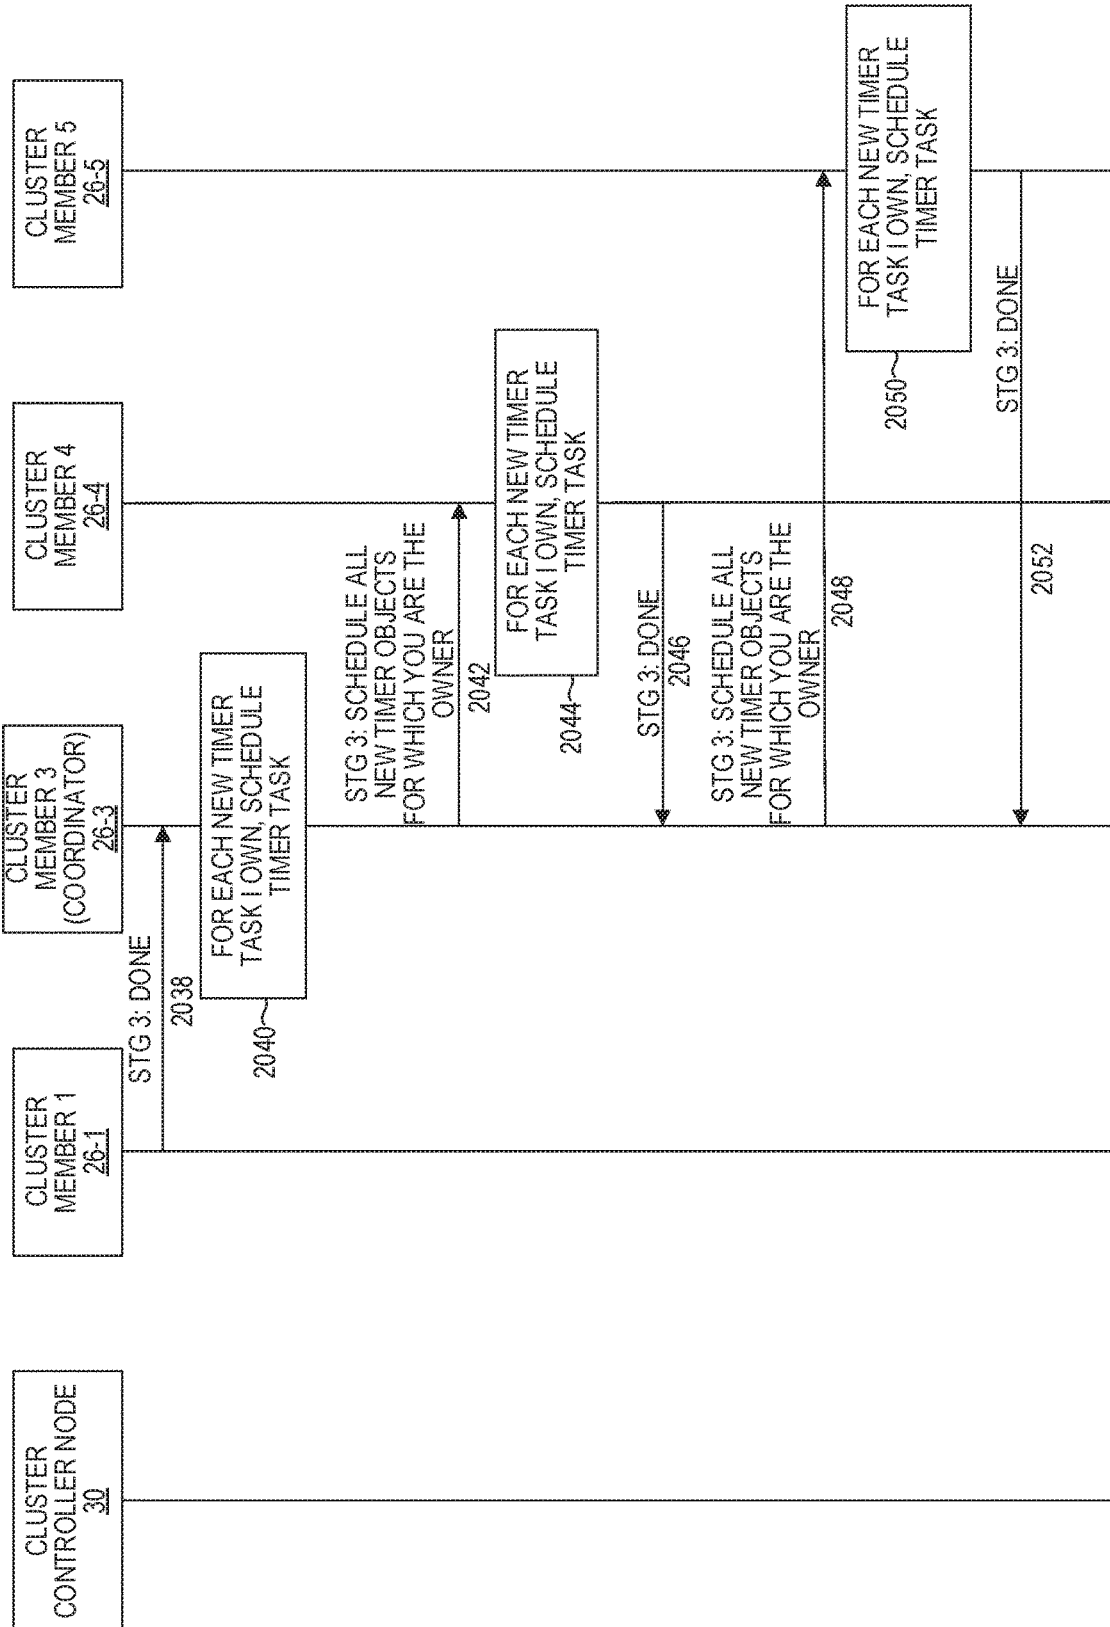 CLUSTER
CONTROLLER NODE
30
CLUSTER
MEMBER 1
26-1
CLUSTER
MEMBER 3
(COORDINATOR)
26-3
CLUSTER
MEMBER 4
26-4
CLUSTER
MEMBER 5
26-5
STG 3: DONE
2038
FOR EACH NEW TIMER
TASK I OWN, SCHEDULE
TIMER TASK
2040
STG 3: SCHEDULE ALL
NEW TIMER OBJECTS
FOR WHICH YOU ARE THE
OWNER
2042
FOR EACH NEW TIMER
TASK I OWN, SCHEDULE
TIMER TASK
2044
STG 3: DONE
2046
STG 3: SCHEDULE ALL
NEW TIMER OBJECTS
FOR WHICH YOU ARE THE
OWNER
2048
FOR EACH NEW TIMER
TASK I OWN, SCHEDULE
TIMER TASK
2050
STG 3: DONE
2052